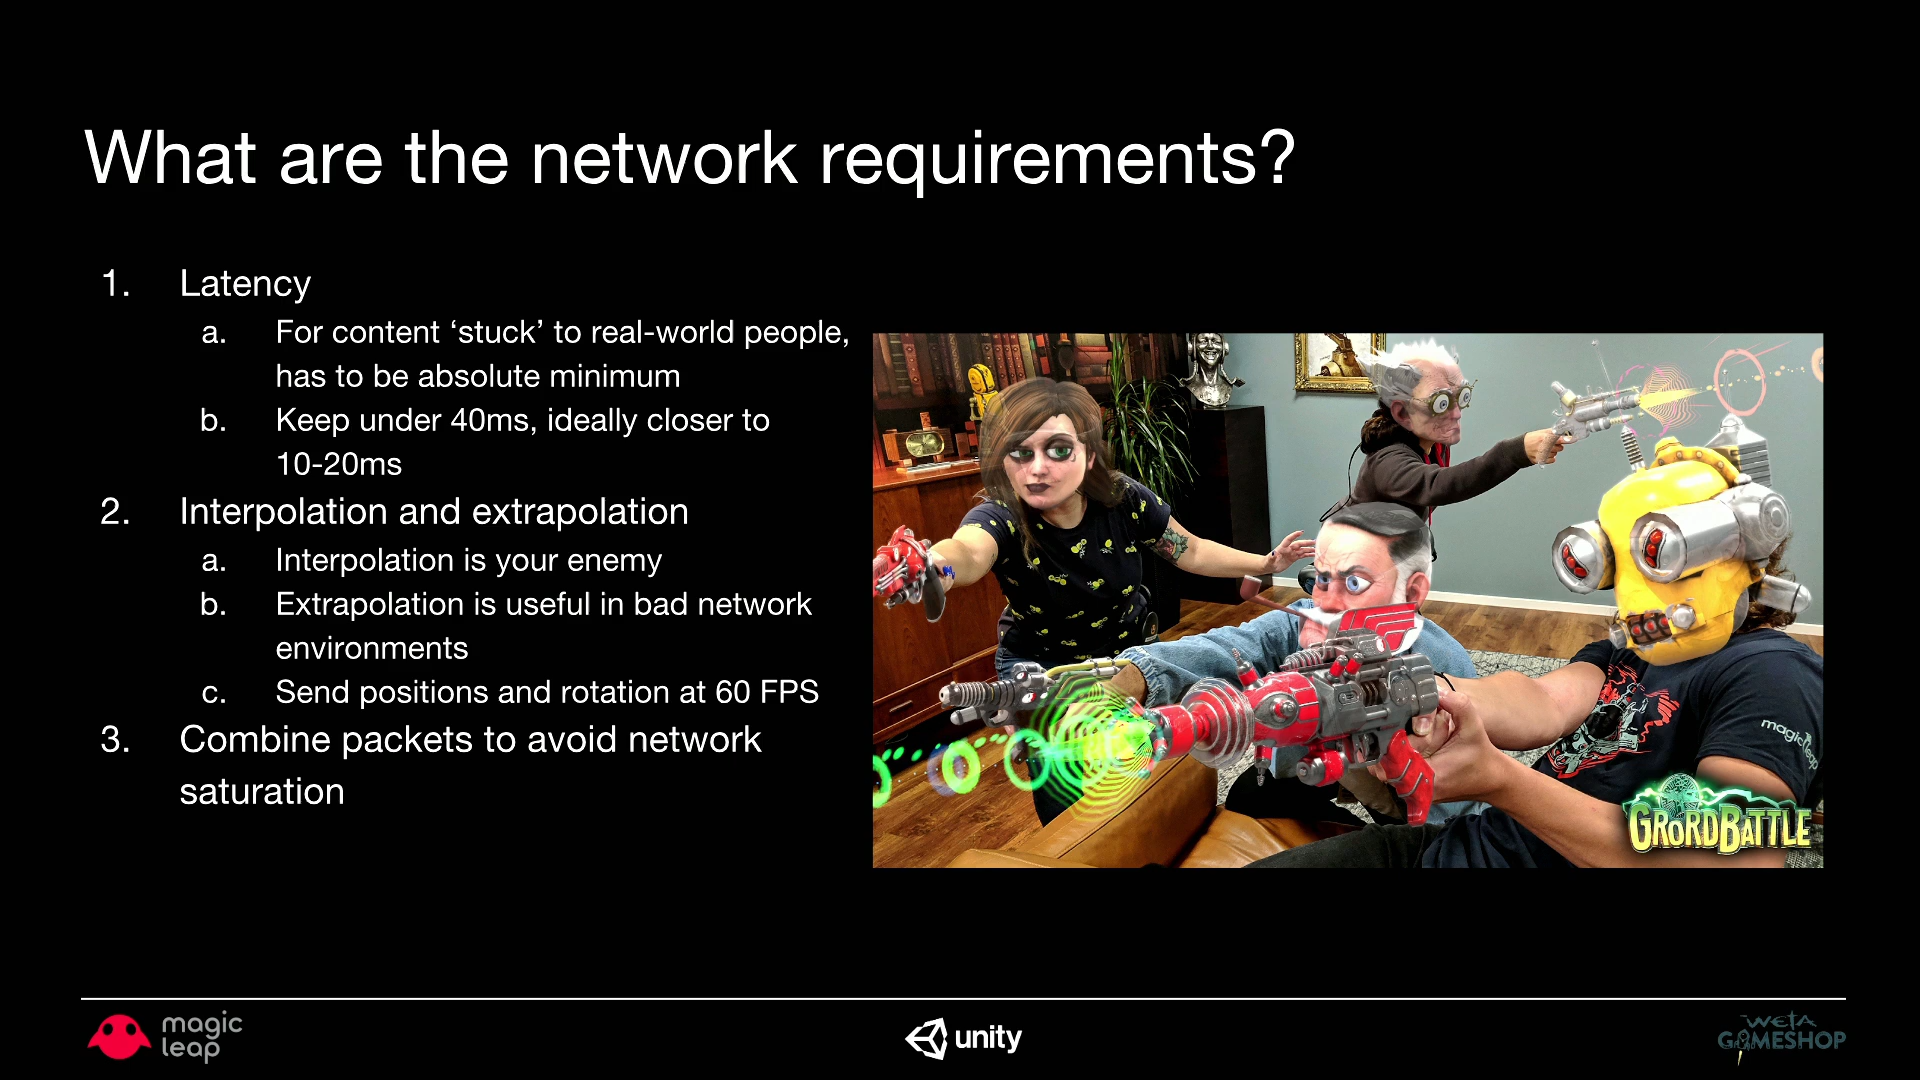 What are the network requirements?
1. Latency
a. For content ‘stuck’ to real-world people,
has to be absolute minimum
b. Keep under 40ms, ideally closer to
10-20ms
2. Interpolation and extrapolation
a. Interpolation is your enemy
b. Extrapolation is useful in bad network
environments
c. Send positions and rotation at 60 FPS
3. Combine packets to avoid network
saturation
magic leap
GRORDBATTLE
magic
leap
unity
WETA
GAMESHOP